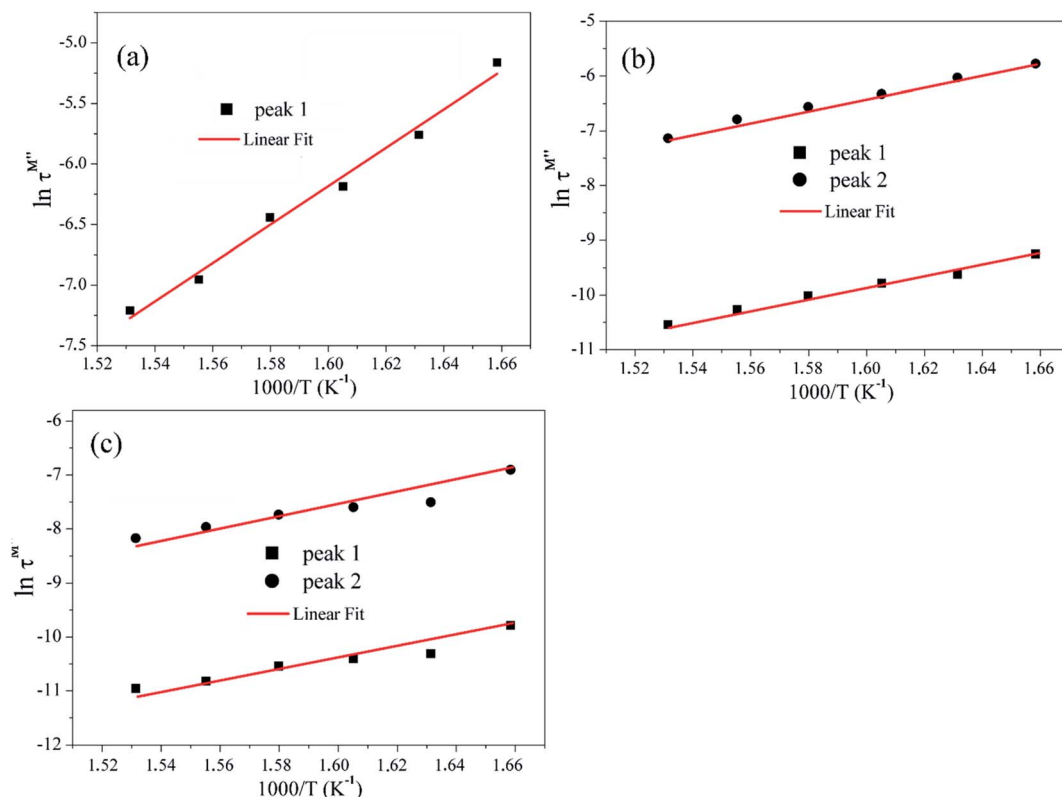 (a)
peak 1
Linear Fit
ln τᴹ''
-5.0
-5.5
-6.0
-6.5
-7.0
-7.5
1.52 1.54 1.56 1.58 1.60 1.62 1.64 1.66
1000/T (K⁻¹)
(b)
peak 1
peak 2
Linear Fit
ln τᴹ''
-5
-6
-7
-8
-9
-10
-11
1.52 1.54 1.56 1.58 1.60 1.62 1.64 1.66
1000/T (K⁻¹)
(c)
peak 1
peak 2
Linear Fit
ln τᴹ''
-6
-7
-8
-9
-10
-11
-12
1.52 1.54 1.56 1.58 1.60 1.62 1.64 1.66
1000/T (K⁻¹)